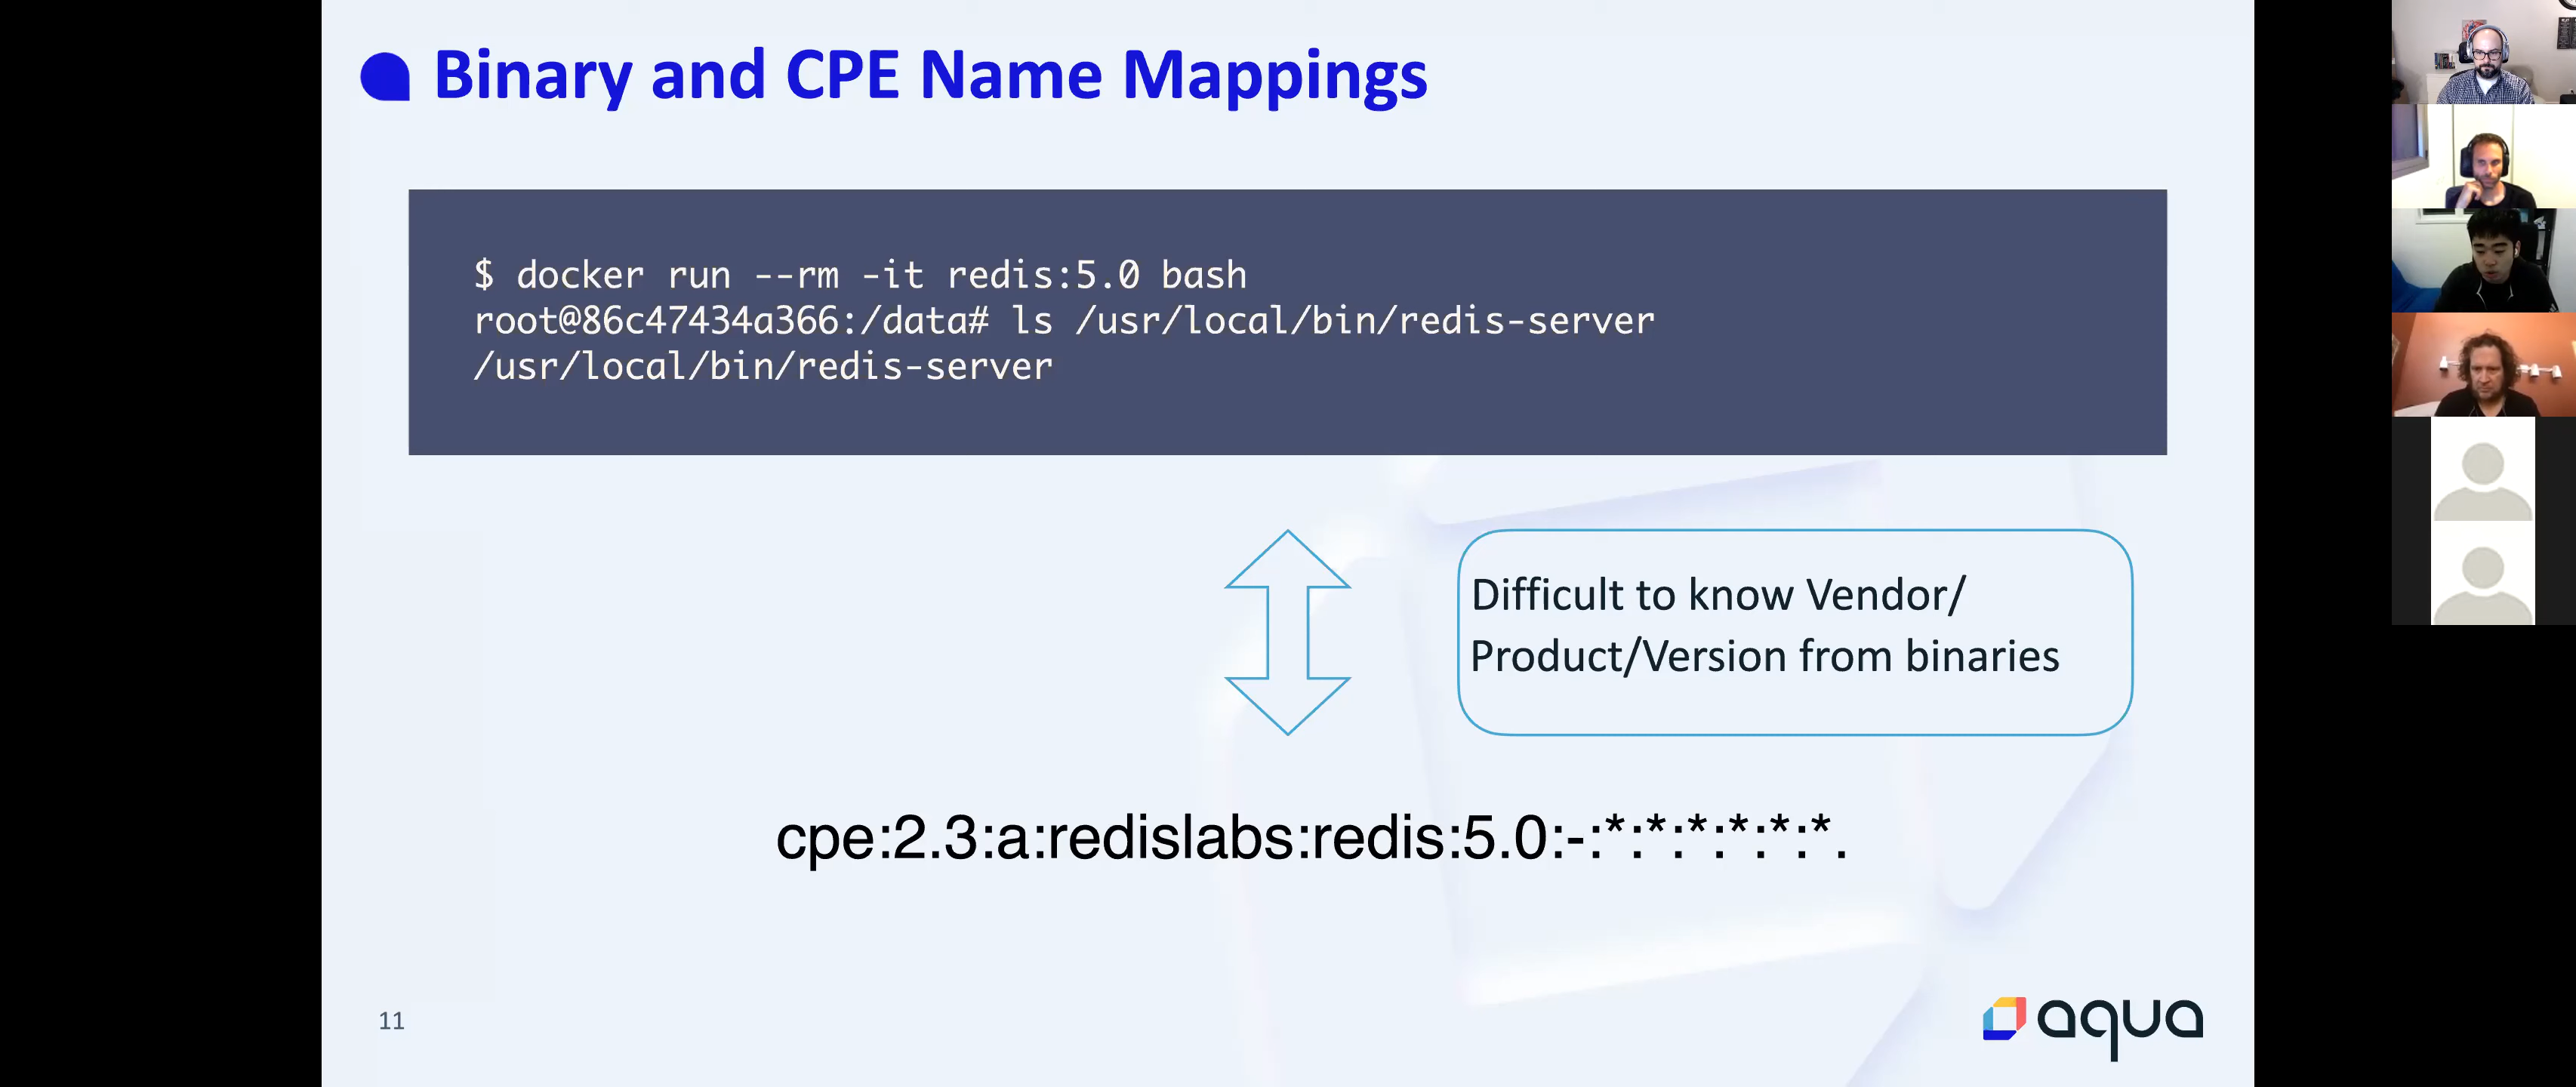 Binary and CPE Name Mappings
$ docker run --rm -it redis:5.0 bash
root@86c47434a366:/data# ls /usr/local/bin/redis-server
/usr/local/bin/redis-server
Difficult to know Vendor/
Product/Version from binaries
cpe:2.3:a:redislabs:redis:5.0:-:*:*:*:*:*:*.
11
aqua